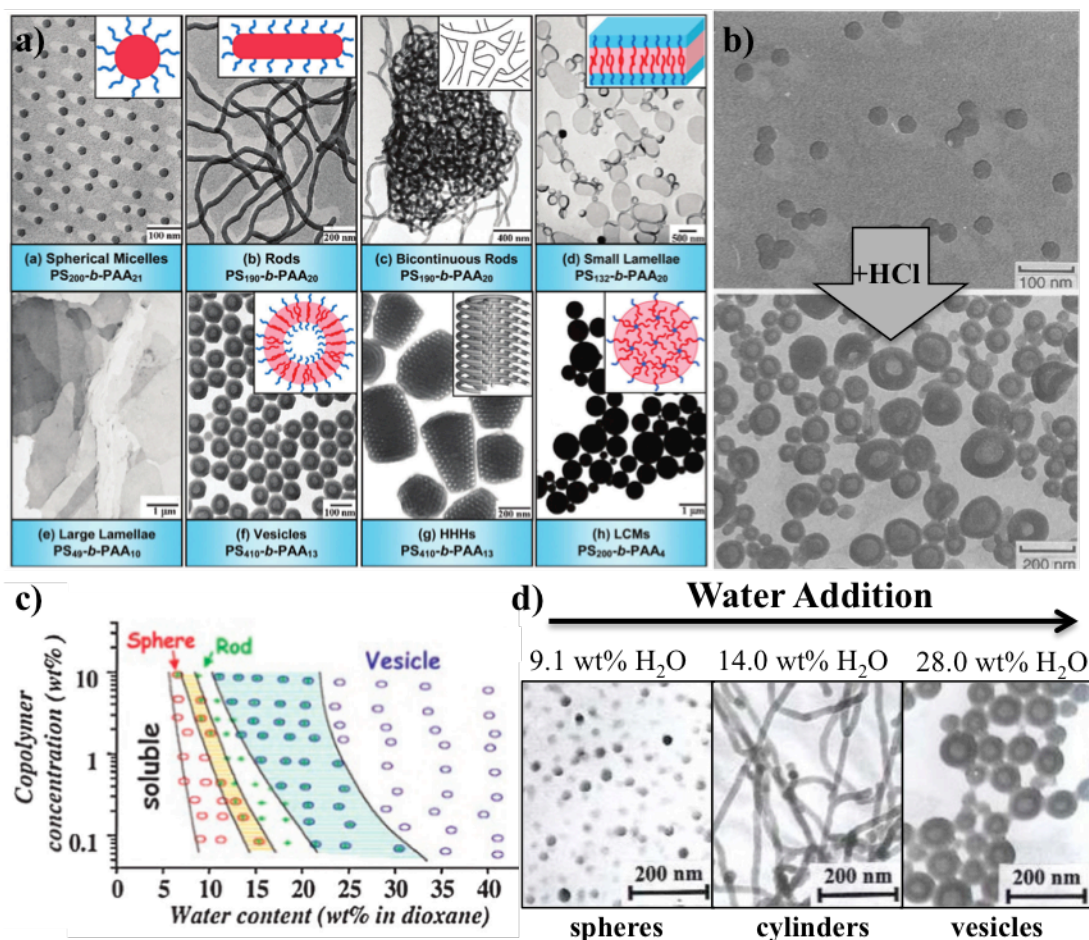 a)
100 nm
(a) Spherical Micelles
PS200-b-PAA21
200 nm
(b) Rods
PS190-b-PAA20
400 nm
(c) Bicontinuous Rods
PS190-b-PAA20
500 nm
(d) Small Lamellae
PS132-b-PAA20
1 µm
(e) Large Lamellae
PS49-b-PAA10
100 nm
(f) Vesicles
PS410-b-PAA13
200 nm
(g) HHHs
PS410-b-PAA13
1 µm
(h) LCMs
PS200-b-PAA4
b)
100 nm
+HCl
200 nm
c)
Sphere
Rod
Vesicle
soluble
Copolymer
concentration (wt%)
10
1
0.1
0 5 10 15 20 25 30 35 40
Water content (wt% in dioxane)
d)
Water Addition
9.1 wt% H2O 14.0 wt% H2O 28.0 wt% H2O
200 nm 200 nm 200 nm
spheres cylinders vesicles